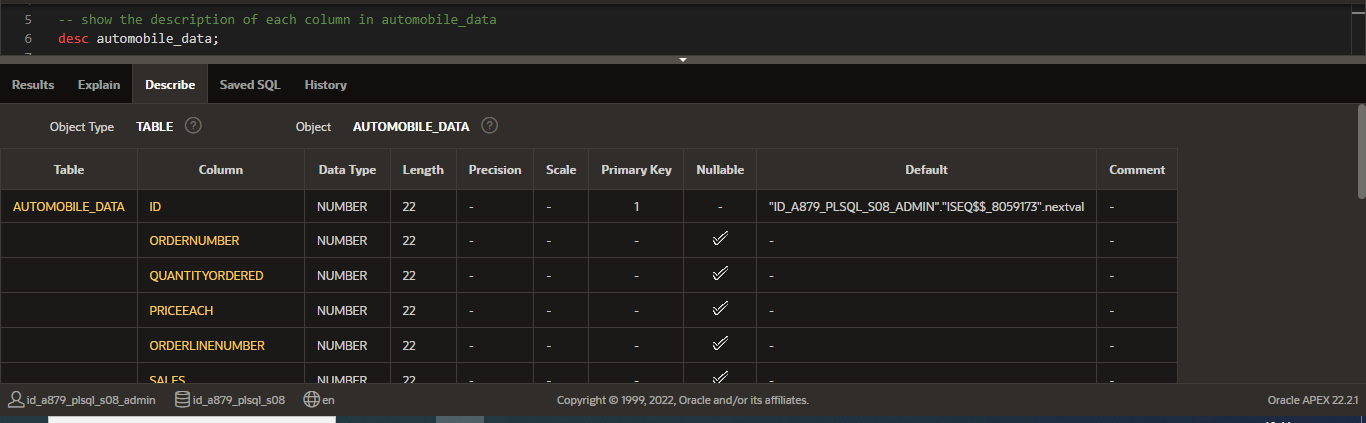 5 -- show the description of each column in automobile_data
6 desc automobile_data;
Results Explain Describe Saved SQL History
Object Type TABLE ? Object AUTOMOBILE_DATA ?
Table Column Data Type Length Precision Scale Primary Key Nullable Default Comment
AUTOMOBILE_DATA ID NUMBER 22 - - 1 - "ID_A879_PLSQL_S08_ADMIN"."ISEQ$$_8059173".nextval -
ORDERNUMBER NUMBER 22 - - - - -
QUANTITYORDERED NUMBER 22 - - - - -
PRICEEACH NUMBER 22 - - - - -
ORDERLINENUMBER NUMBER 22 - - - - -
SALES NUMBER 22 - - - - -
id_a879_plsql_s08_admin id_a879_plsql_s08 en Copyright © 1999, 2022, Oracle and/or its affiliates. Oracle APEX 22.2.1